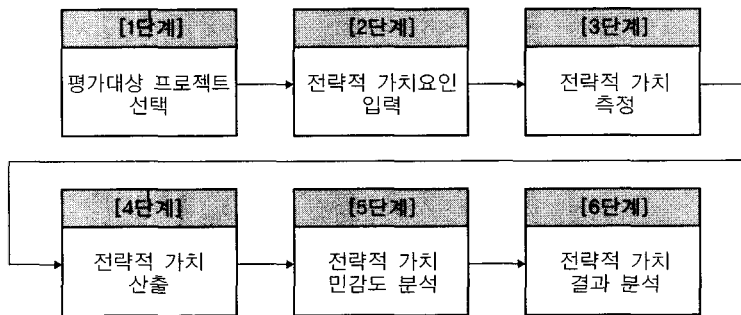 [1단계]
평가대상 프로젝트
선택
[2단계]
전략적 가치요인
입력
[3단계]
전략적 가치
측정
[4단계]
전략적 가치
산출
[5단계]
전략적 가치
민감도 분석
[6단계]
전략적 가치
결과 분석